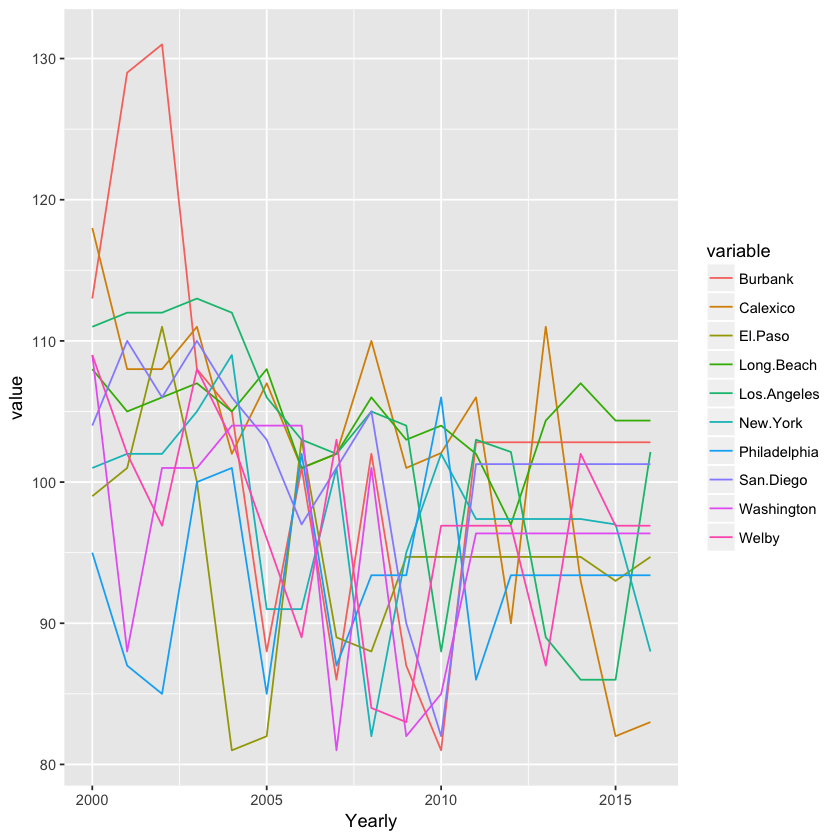 130
120
110
100
90
80
value
2000
2005
2010
2015
Yearly
variable
Burbank
Calexico
El.Paso
Long.Beach
Los.Angeles
New.York
Philadelphia
San.Diego
Washington
Welby